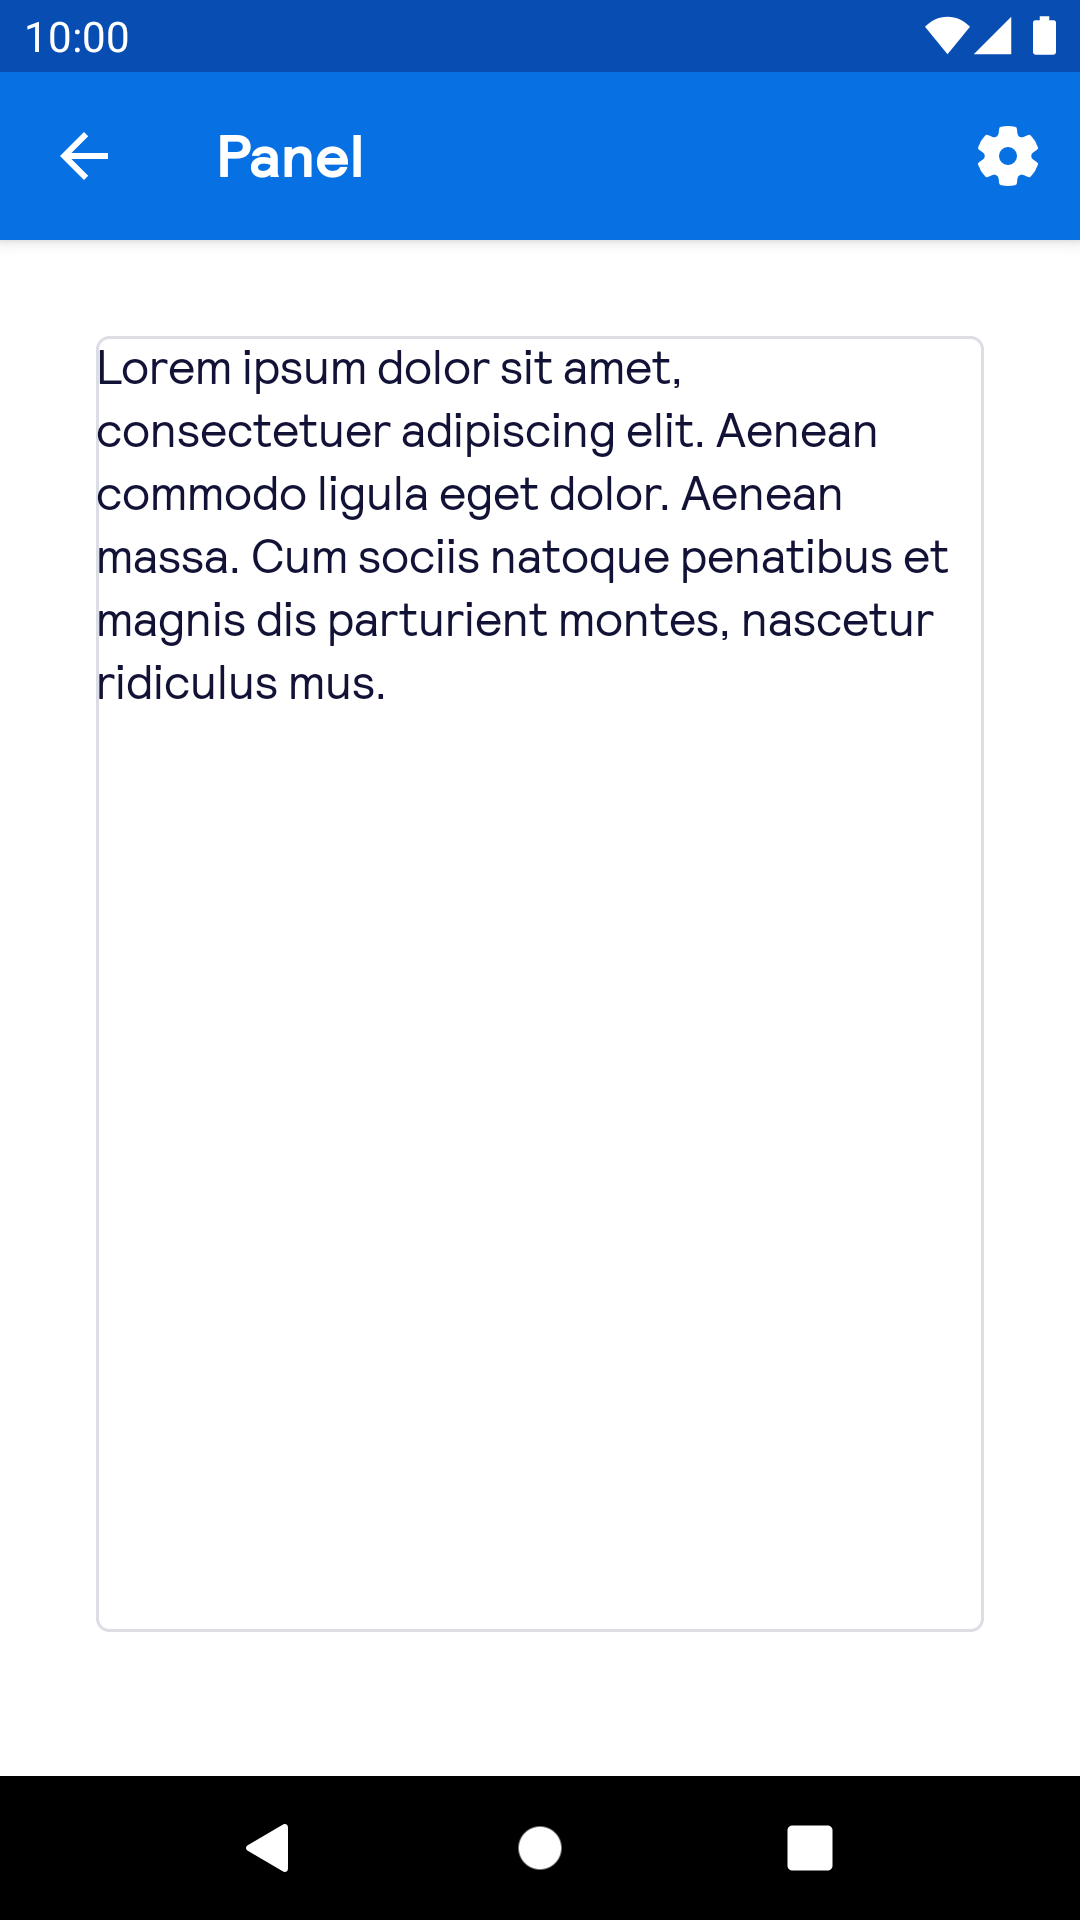 10:00
Panel
Lorem ipsum dolor sit amet,
consectetuer adipiscing elit. Aenean
commodo ligula eget dolor. Aenean
massa. Cum sociis natoque penatibus et
magnis dis parturient montes, nascetur
ridiculus mus.